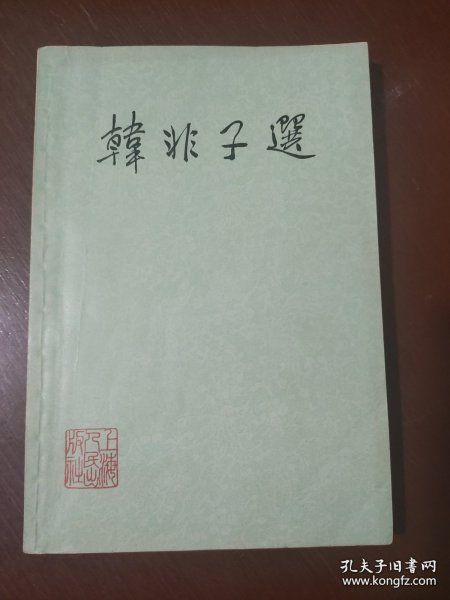 韓非子選
上海
人民出
版社
孔夫子旧书网
www.kongfz.com